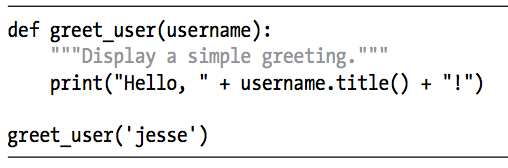 def greet_user(username):
    """Display a simple greeting."""
    print("Hello, " + username.title() + "!")
greet_user('jesse')